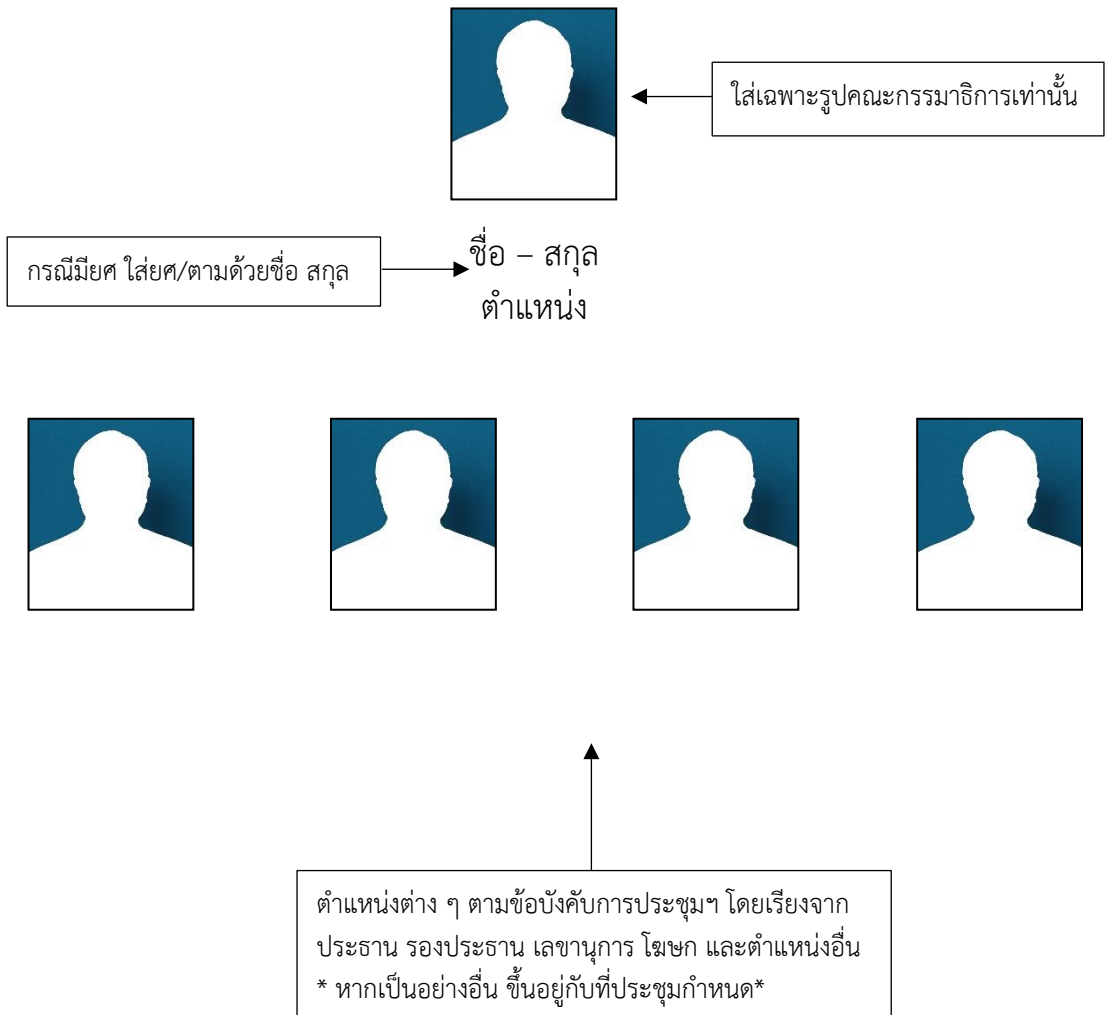 ใส่เฉพาะรูปคณะกรรมาธิการเท่านั้น
ชื่อ – สกุล
กรณีมียศ ใส่ยศ/ตามด้วยชื่อ สกุล
ตำแหน่ง
ตำแหน่งต่าง ๆ ตามข้อบังคับการประชุมฯ โดยเรียงจาก
ประธาน รองประธาน เลขานุการ โฆษก และตำแหน่งอื่น
* หากเป็นอย่างอื่น ขึ้นอยู่กับที่ประชุมกำหนด*